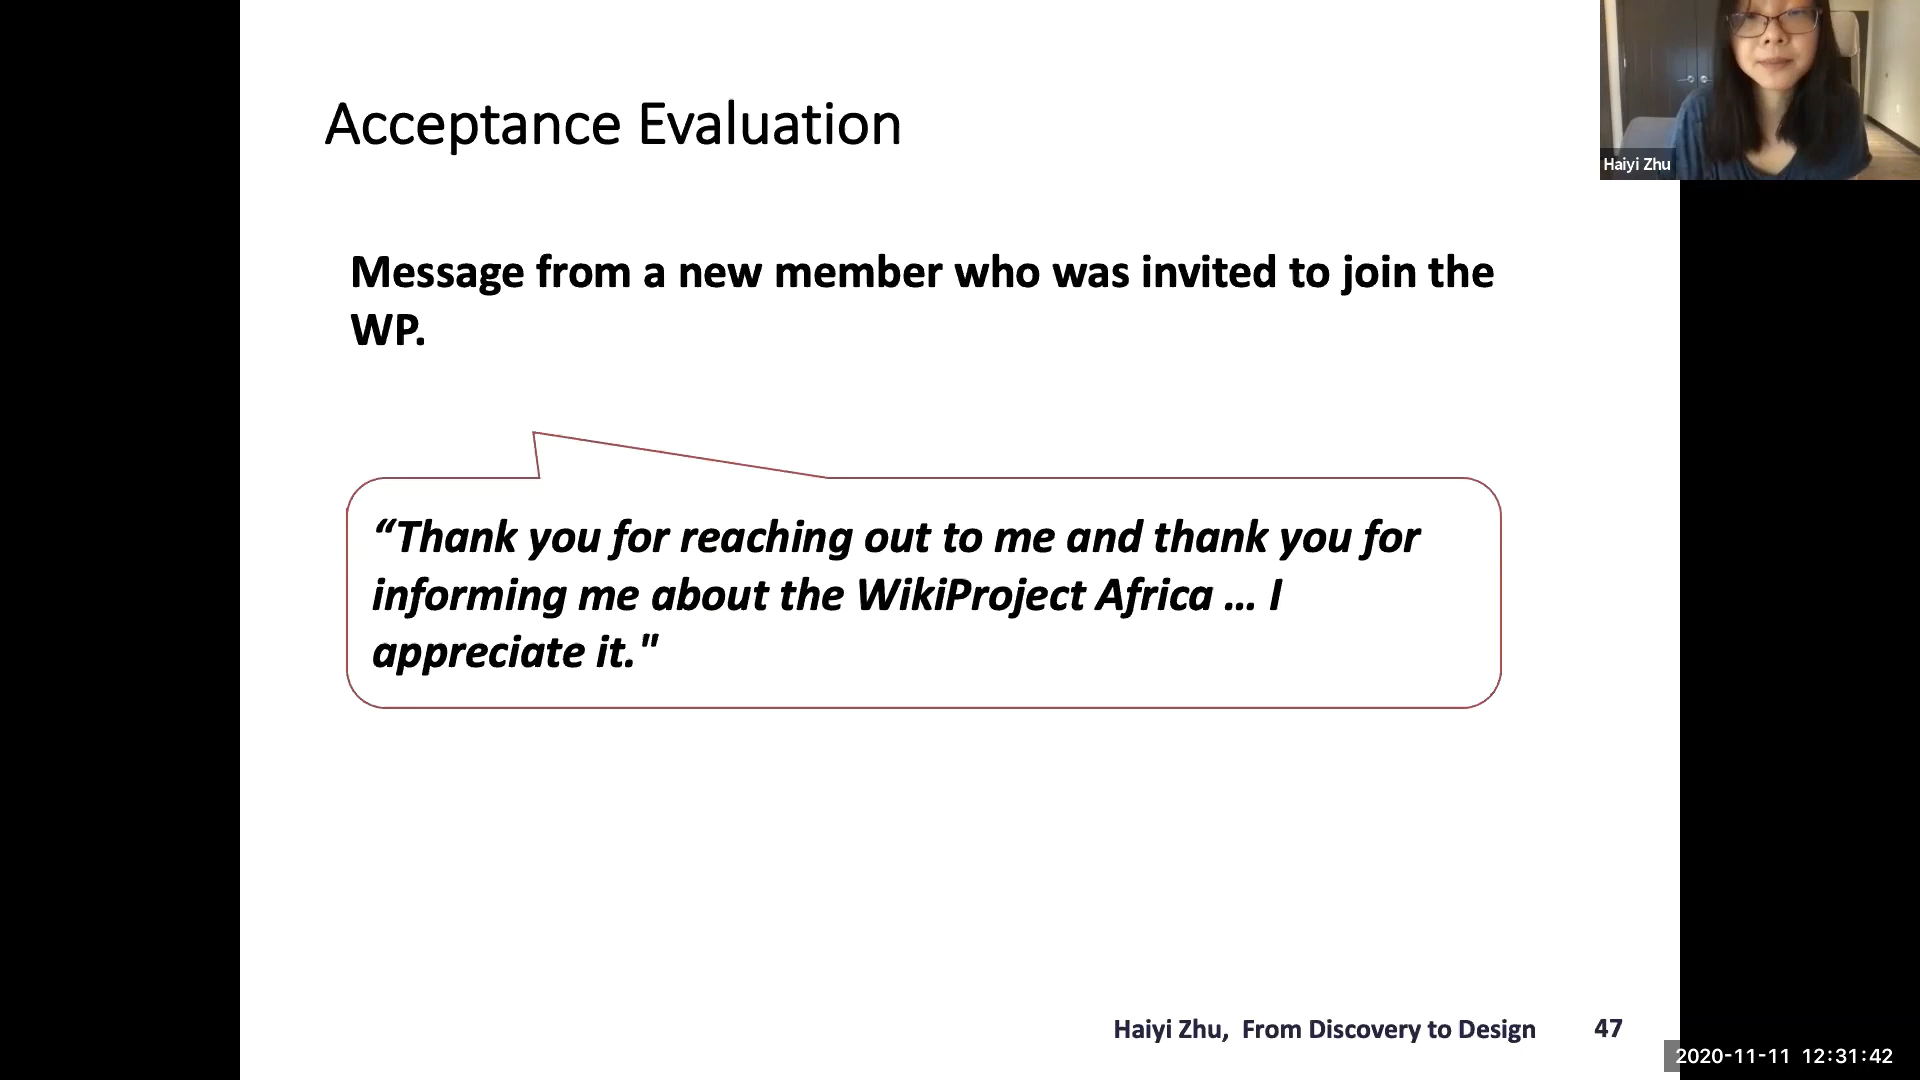 Acceptance Evaluation
Haiyi Zhu
Message from a new member who was invited to join the
WP.
“Thank you for reaching out to me and thank you for
informing me about the WikiProject Africa ... I
appreciate it."
Haiyi Zhu,  From Discovery to Design
47
2020-11-11 12:31:42